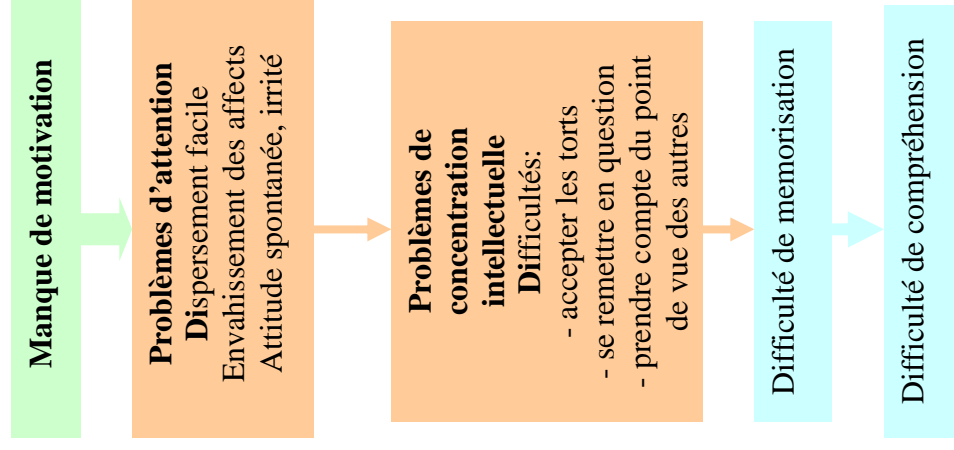 Manque de motivation
Problèmes d’attention
Dispersement facile
Envahissement des affects
Attitude spontanée, irrité
Problèmes de
concentration
intellectuelle
Difficultés:
- accepter les torts
- se remettre en question
- prendre compte du point
de vue des autres
Difficulté de memorisation
Difficulté de compréhension